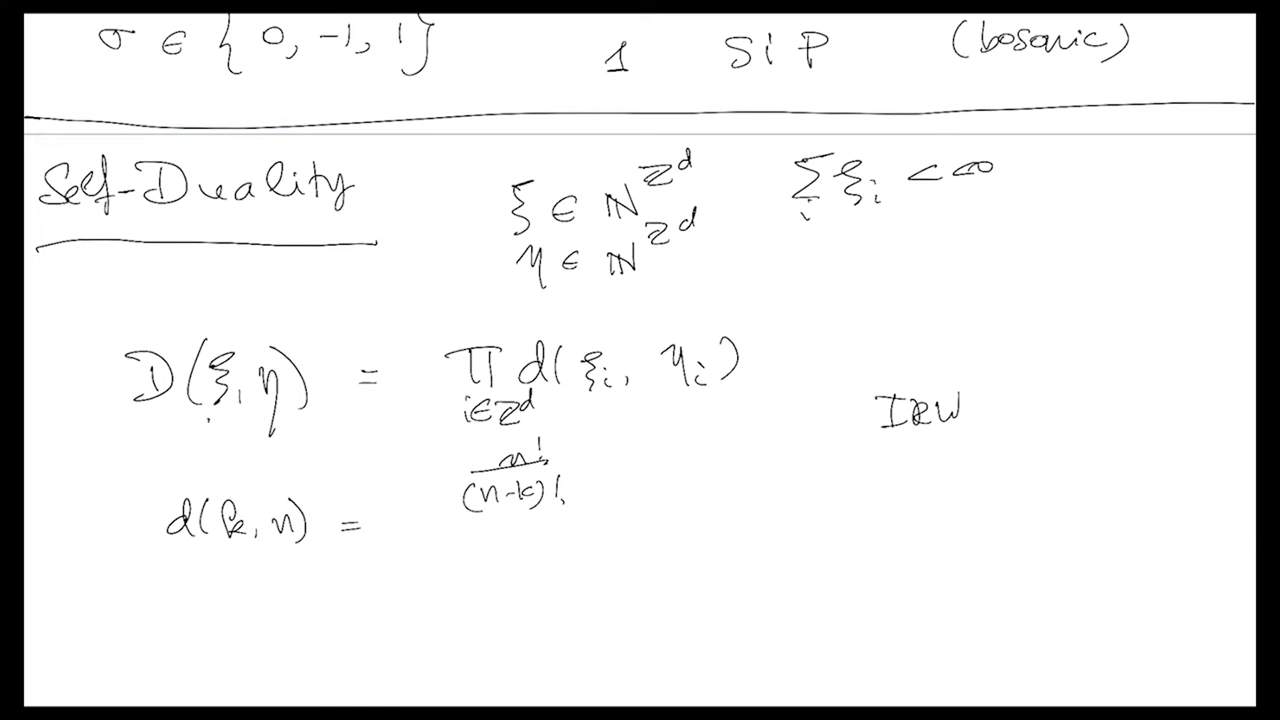 σ ∈ { 0, -1, 1 } 1 SIP (bosonic)
Self-Duality ξ ∈ ℕ^{ℤ^d} Σ_i ξ_i < ∞
η ∈ ℕ^{ℤ^d}
D(ξ, η) = ∏_{i∈ℤ^d} d(ξ_i, η_i)
IRW
n!/(n-k)!
d(k, n) =